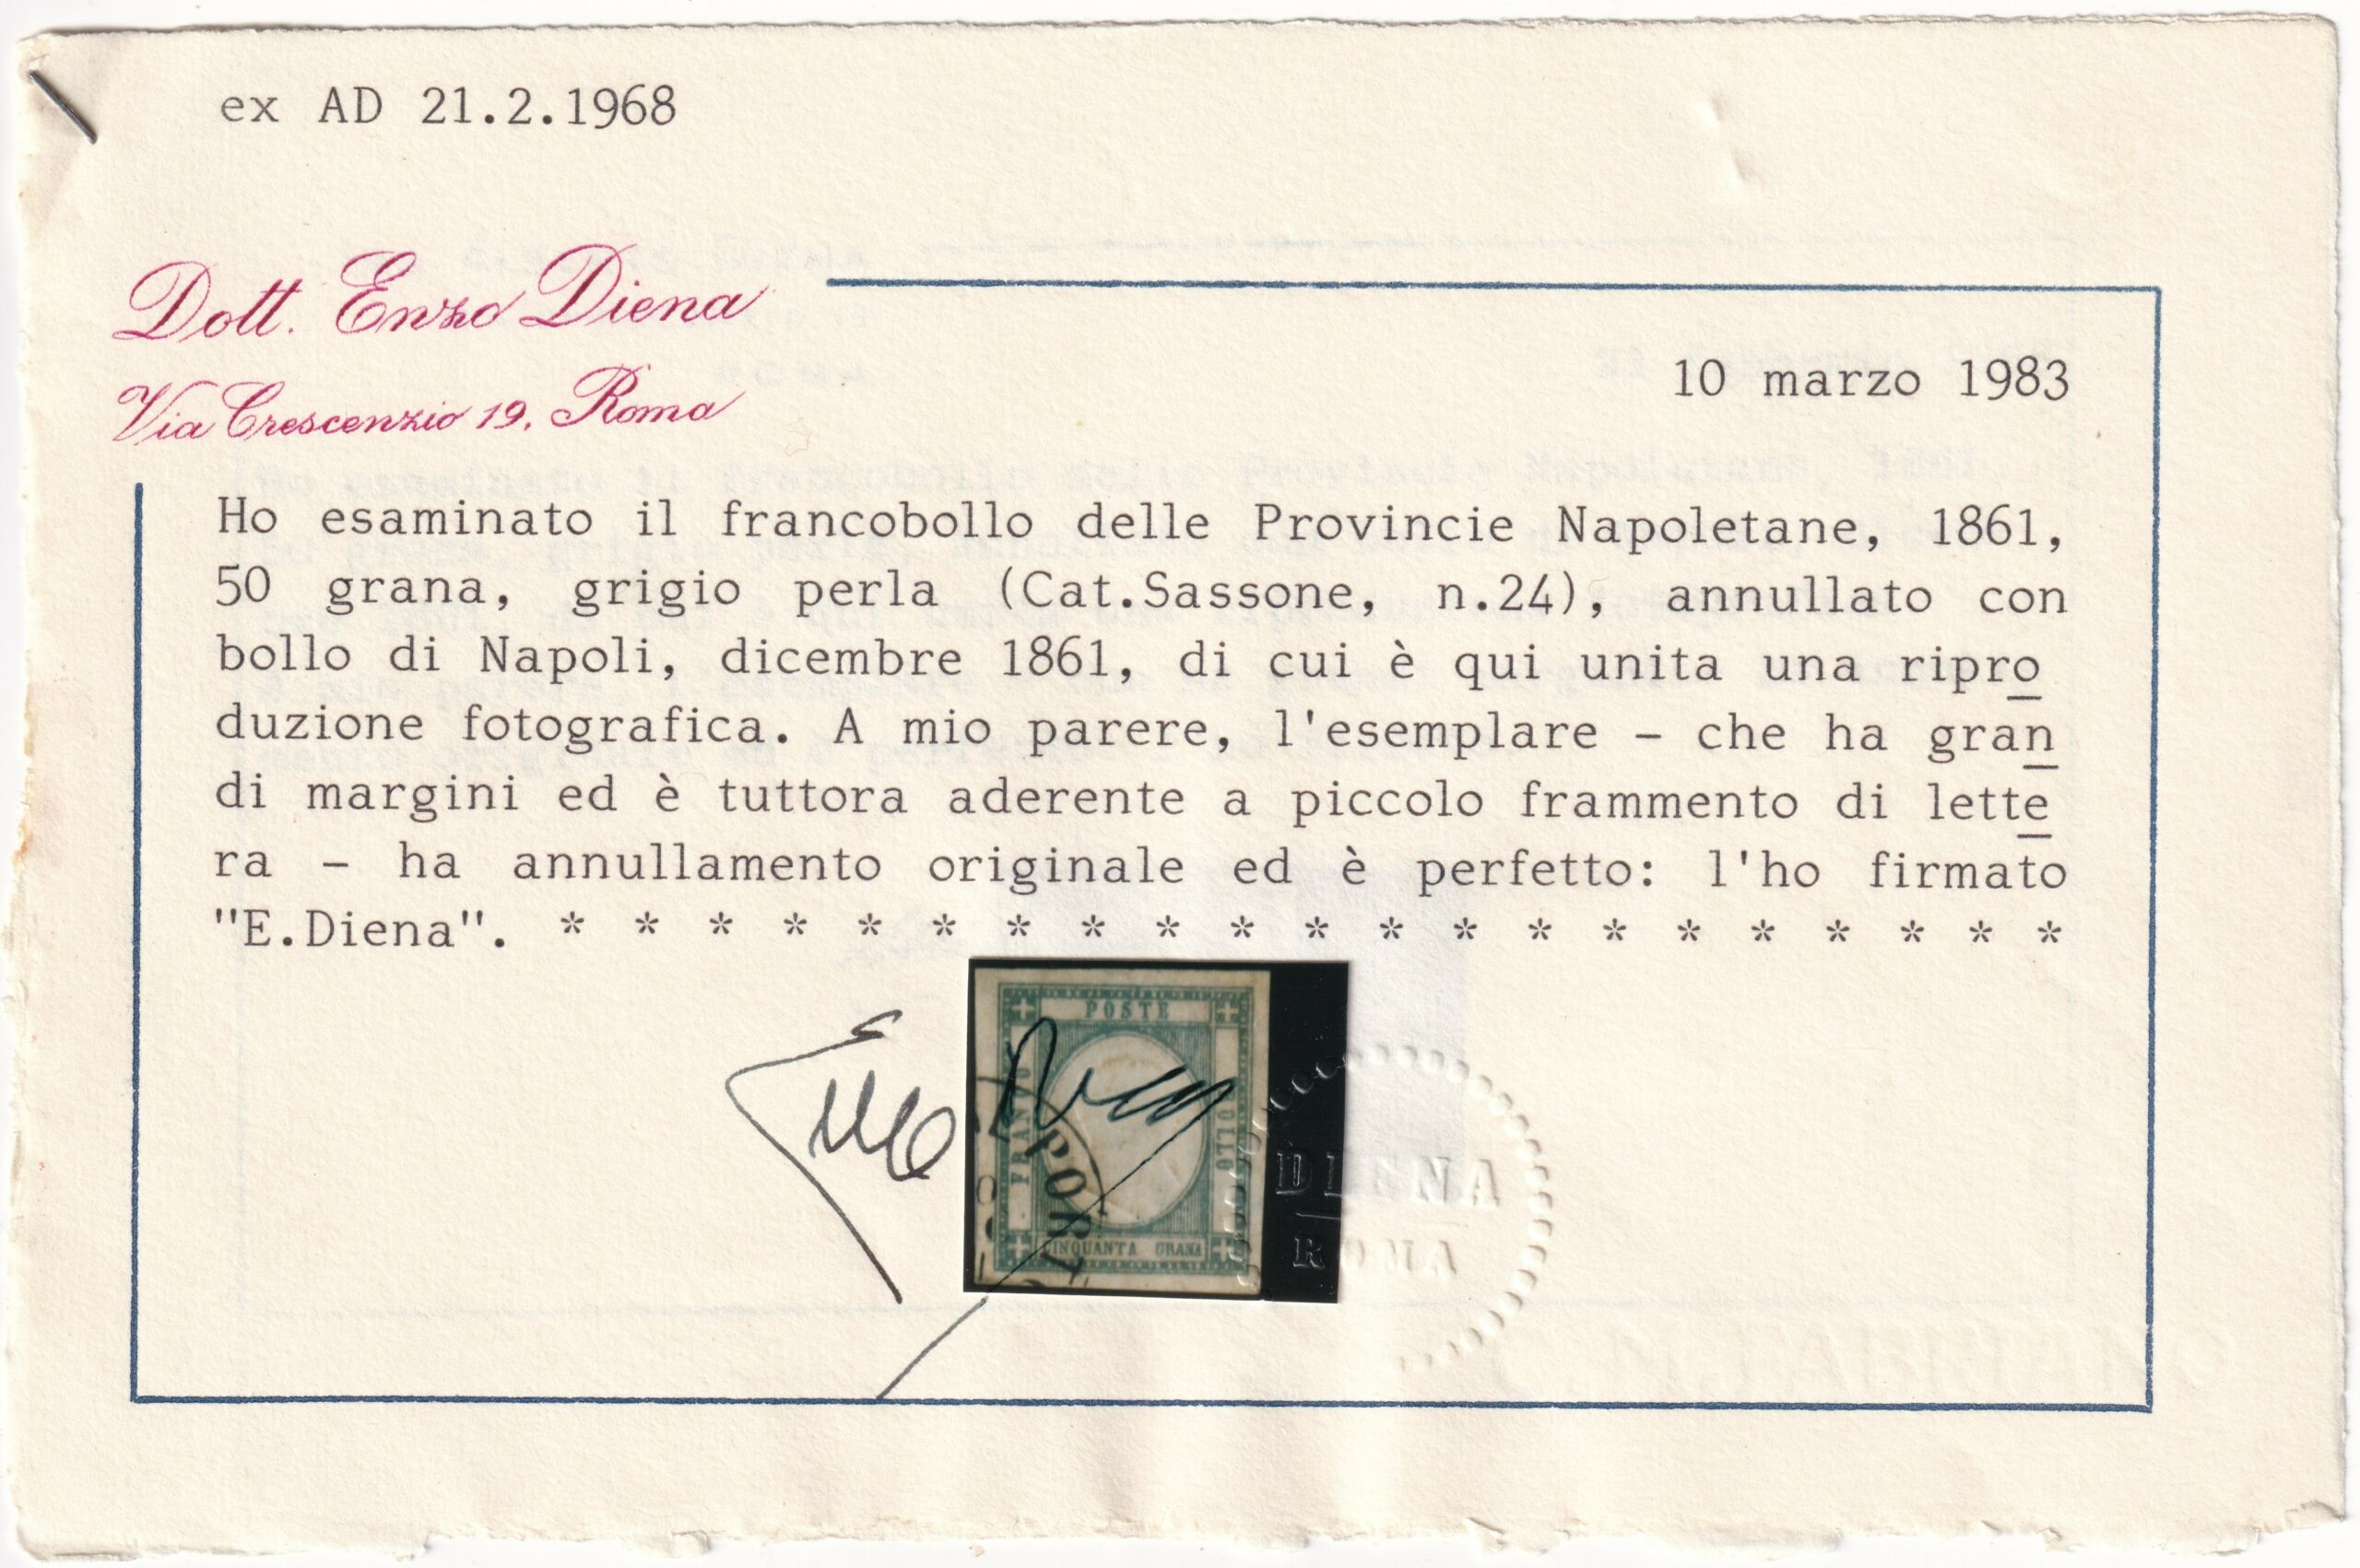 ex AD 21.2.1968
Dott. Enzo Diena
Via Crescenzio 19, Roma
10 marzo 1983
Ho esaminato il francobollo delle Provincie Napoletane, 1861,
50 grana, grigio perla (Cat.Sassone, n.24), annullato con
bollo di Napoli, dicembre 1861, di cui è qui unita una ripro
duzione fotografica. A mio parere, l'esemplare - che ha gran
di margini ed è tuttora aderente a piccolo frammento di lette
ra - ha annullamento originale ed è perfetto: l'ho firmato
"E.Diena". * * * * * * * * * * * * * * * * * * * * *
POSTE
FRANCO
OLLO
CINQUANTA GRANA
PORT
DIENA
ROMA